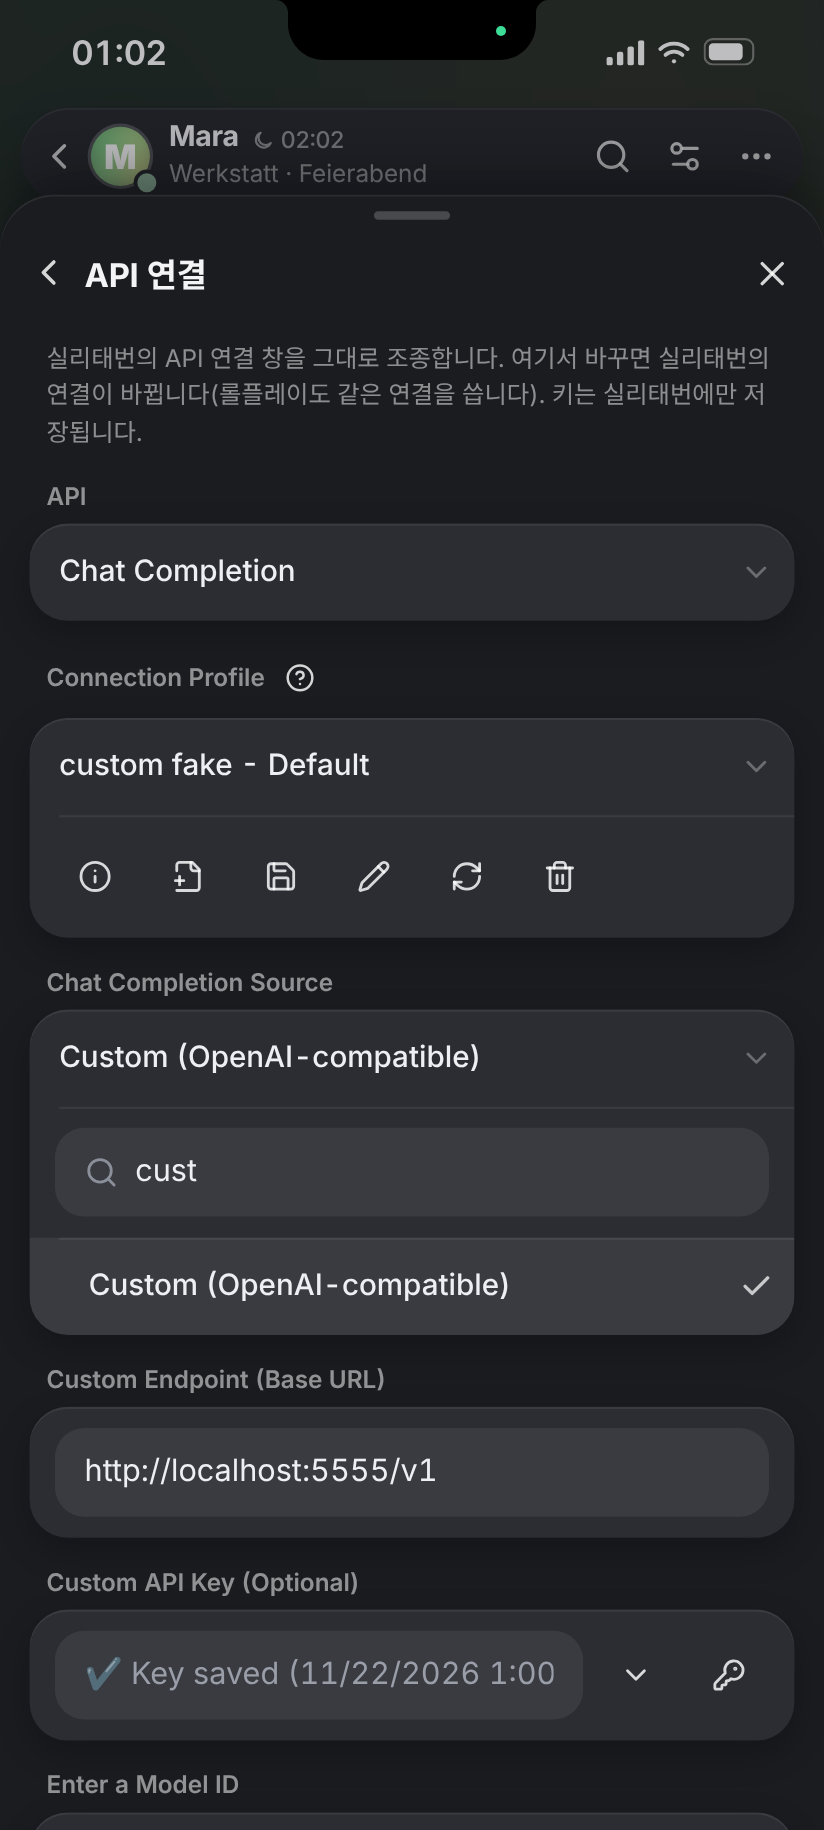 01:02
M
Mara 02:02
Werkstatt · Feierabend
API 연결
실리태번의 API 연결 창을 그대로 조종합니다. 여기서 바꾸면 실리태번의
연결이 바뀝니다(롤플레이도 같은 연결을 씁니다). 키는 실리태번에만 저
장됩니다.
API
Chat Completion
Connection Profile
custom fake - Default
Chat Completion Source
Custom (OpenAI-compatible)
cust
Custom (OpenAI-compatible)
Custom Endpoint (Base URL)
http://localhost:5555/v1
Custom API Key (Optional)
✔️ Key saved (11/22/2026 1:00
Enter a Model ID